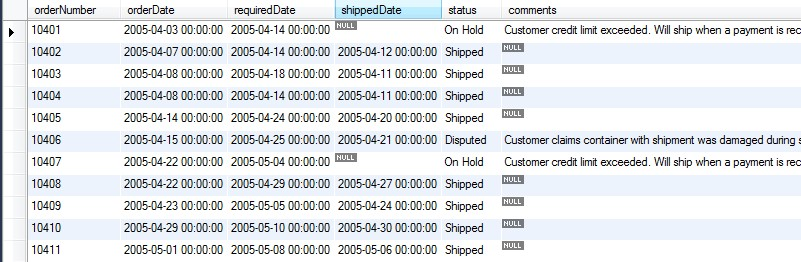 orderNumber orderDate requiredDate shippedDate status comments
10401 2005-04-03 00:00:00 2005-04-14 00:00:00 NULL On Hold Customer credit limit exceeded. Will ship when a payment is rec
10402 2005-04-07 00:00:00 2005-04-14 00:00:00 2005-04-12 00:00:00 Shipped NULL
10403 2005-04-08 00:00:00 2005-04-18 00:00:00 2005-04-11 00:00:00 Shipped NULL
10404 2005-04-08 00:00:00 2005-04-14 00:00:00 2005-04-11 00:00:00 Shipped NULL
10405 2005-04-14 00:00:00 2005-04-24 00:00:00 2005-04-20 00:00:00 Shipped NULL
10406 2005-04-15 00:00:00 2005-04-25 00:00:00 2005-04-21 00:00:00 Disputed Customer claims container with shipment was damaged during s
10407 2005-04-22 00:00:00 2005-05-04 00:00:00 NULL On Hold Customer credit limit exceeded. Will ship when a payment is rec
10408 2005-04-22 00:00:00 2005-04-29 00:00:00 2005-04-27 00:00:00 Shipped NULL
10409 2005-04-23 00:00:00 2005-05-05 00:00:00 2005-04-24 00:00:00 Shipped NULL
10410 2005-04-29 00:00:00 2005-05-10 00:00:00 2005-04-30 00:00:00 Shipped NULL
10411 2005-05-01 00:00:00 2005-05-08 00:00:00 2005-05-06 00:00:00 Shipped NULL